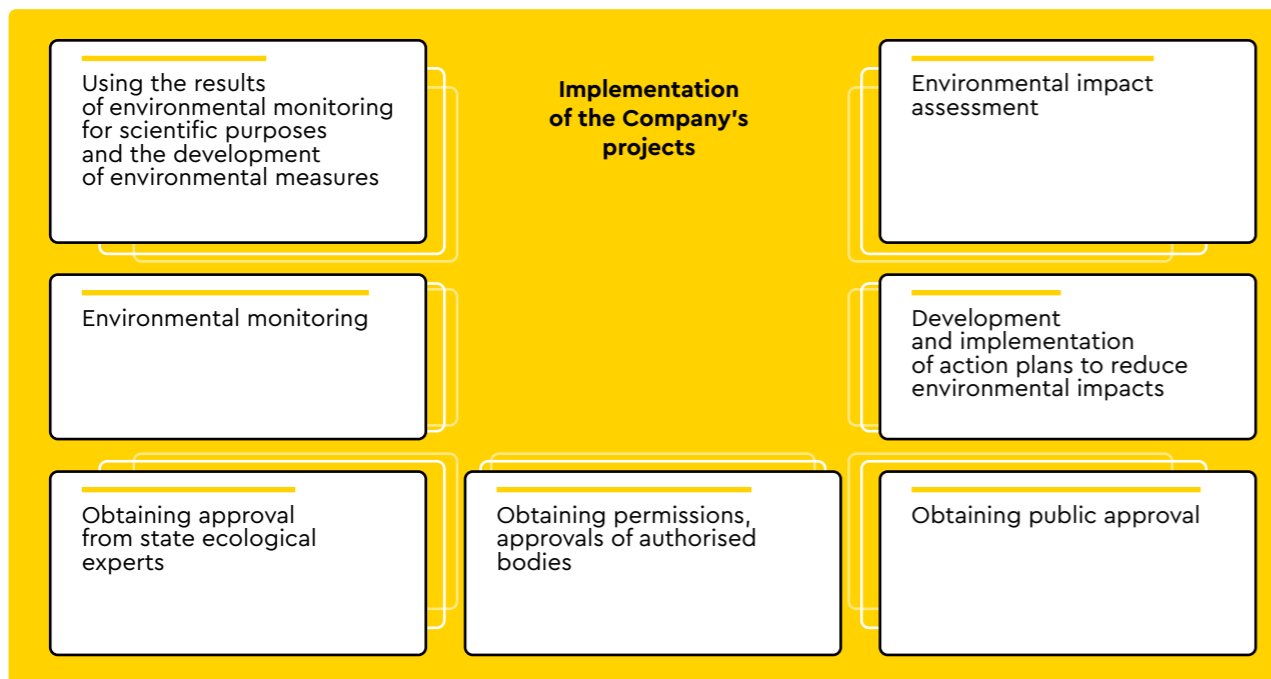 Using the results
of environmental monitoring
for scientific purposes
and the development
of environmental measures
Implementation
of the Company's
projects
Environmental impact
assessment
Environmental monitoring
Development
and implementation
of action plans to reduce
environmental impacts
Obtaining approval
from state ecological
experts
Obtaining permissions,
approvals of authorised
bodies
Obtaining public approval